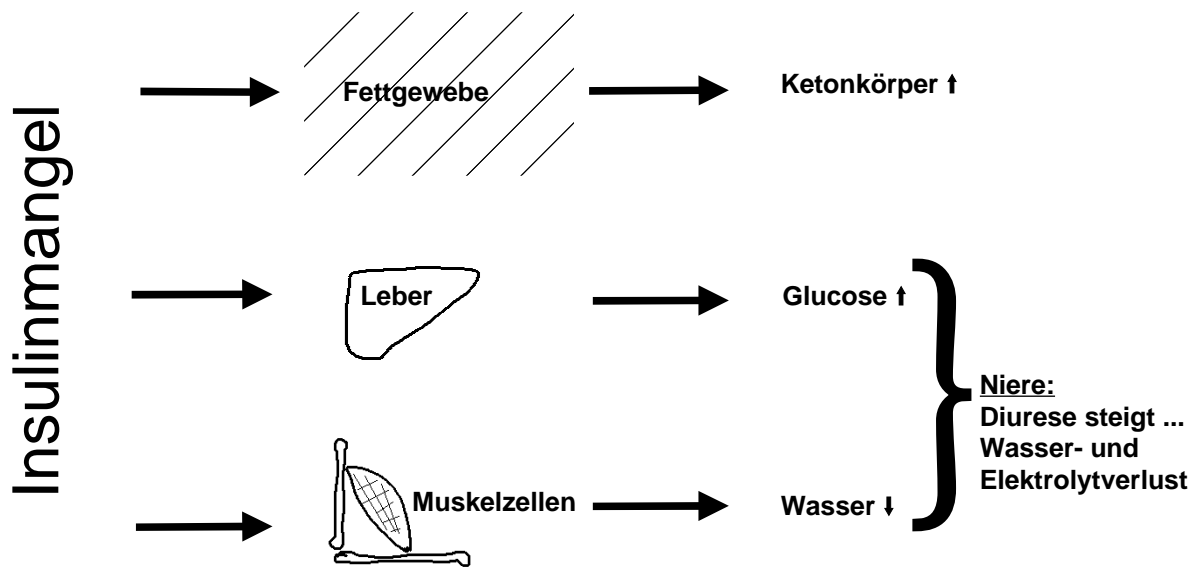 Insulinmangel
Fettgewebe
Ketonkörper ⬆
Leber
Glucose ⬆
Muskelzellen
Wasser ⬇
Niere:
Diurese steigt ...
Wasser- und
Elektrolytverlust